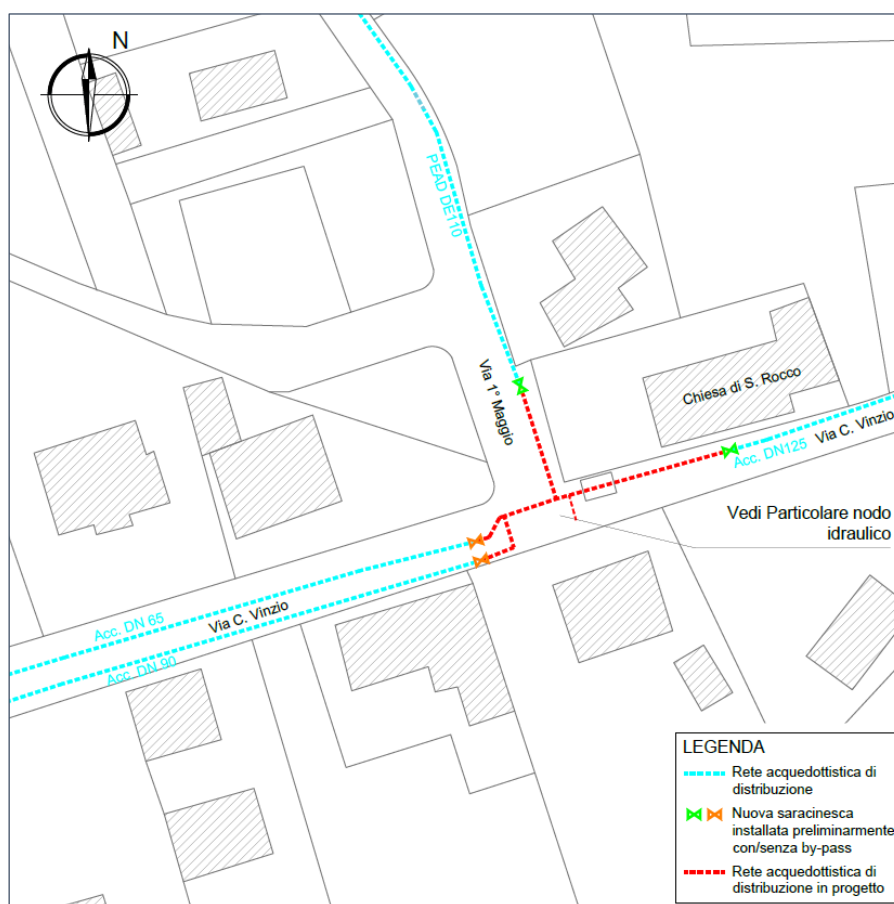 N
PEAD DE110
Via 1° Maggio
Chiesa di S. Rocco
Via C. Vinzio
Acc. DN125
Vedi Particolare nodo
idraulico
Acc. DN 65
Via C. Vinzio
Acc. DN 90
LEGENDA
Rete acquedottistica di
distribuzione
Nuova saracinesca
installata preliminarmente
con/senza by-pass
Rete acquedottistica di
distribuzione in progetto